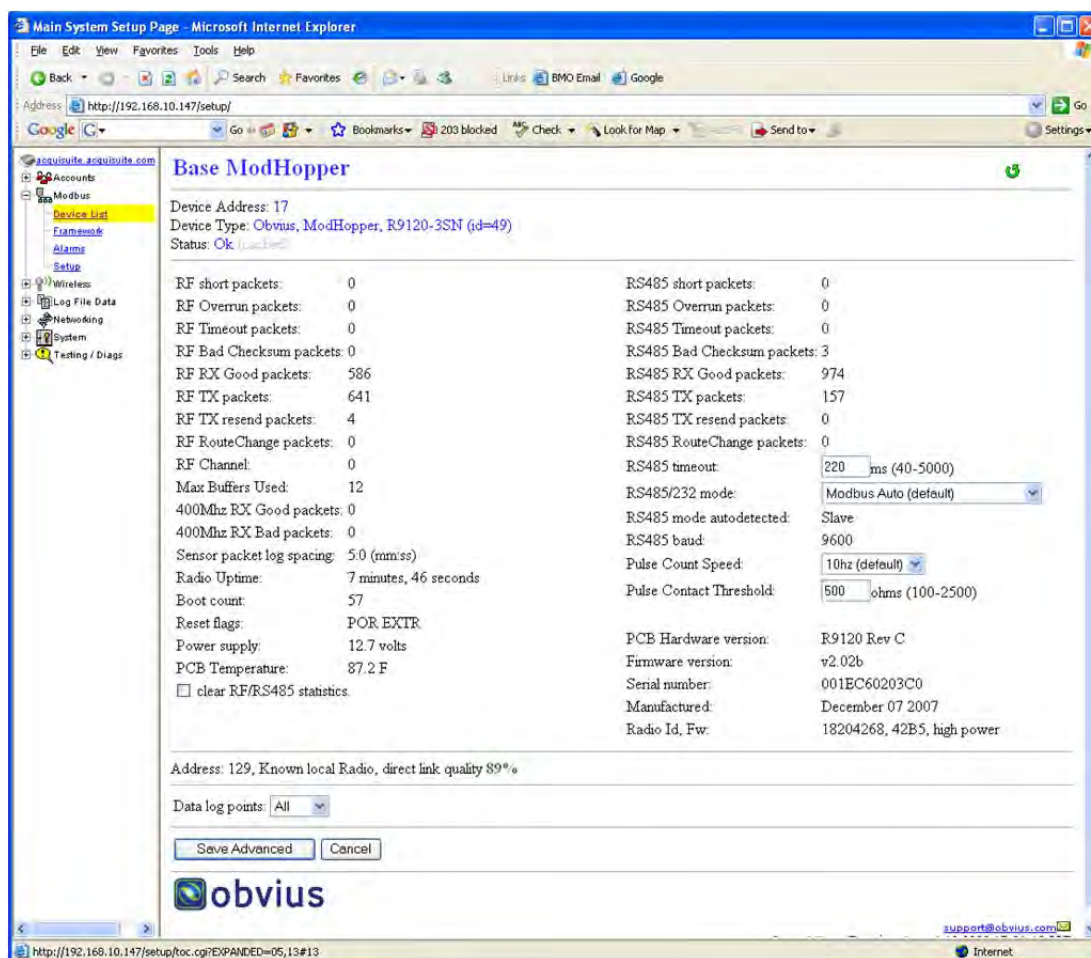 Main System Setup Page - Microsoft Internet Explorer
File Edit View Favorites Tools Help
Back Search Favorites Links BMO Email Google
Address http://192.168.10.147/setup/ Go
Google G Go Bookmarks 203 blocked Check Look for Map Send to Settings
acquisuite.acquisuite.com
Accounts
Modbus
Device List
Framework
Alarms
Setup
Wireless
Log File Data
Networking
System
Testing / Diags
Base ModHopper
Device Address: 17
Device Type: Obvius, ModHopper, R9120-3SN (id=49)
Status: Ok (cached)
RF short packets: 0
RF Overrun packets: 0
RF Timeout packets: 0
RF Bad Checksum packets: 0
RF RX Good packets: 586
RF TX packets: 641
RF TX resend packets: 4
RF RouteChange packets: 0
RF Channel: 0
Max Buffers Used: 12
400Mhz RX Good packets: 0
400Mhz RX Bad packets: 0
Sensor packet log spacing: 5:0 (mm:ss)
Radio Uptime: 7 minutes, 46 seconds
Boot count: 57
Reset flags: POR EXTR
Power supply: 12.7 volts
PCB Temperature: 87.2 F
clear RF/RS485 statistics.
RS485 short packets: 0
RS485 Overrun packets: 0
RS485 Timeout packets: 0
RS485 Bad Checksum packets: 3
RS485 RX Good packets: 974
RS485 TX packets: 157
RS485 TX resend packets: 0
RS485 RouteChange packets: 0
RS485 timeout: 220 ms (40-5000)
RS485/232 mode: Modbus Auto (default)
RS485 mode autodetected: Slave
RS485 baud: 9600
Pulse Count Speed: 10hz (default)
Pulse Contact Threshold: 500 ohms (100-2500)
PCB Hardware version: R9120 Rev C
Firmware version: v2.02b
Serial number: 001EC60203C0
Manufactured: December 07 2007
Radio Id, Fw: 18204268, 42B5, high power
Address: 129, Known local Radio, direct link quality 89%
Data log points: All
Save Advanced Cancel
obvius
support@obvius.com
http://192.168.10.147/setup/toc.cgi?EXPANDED=05,13#13 Internet